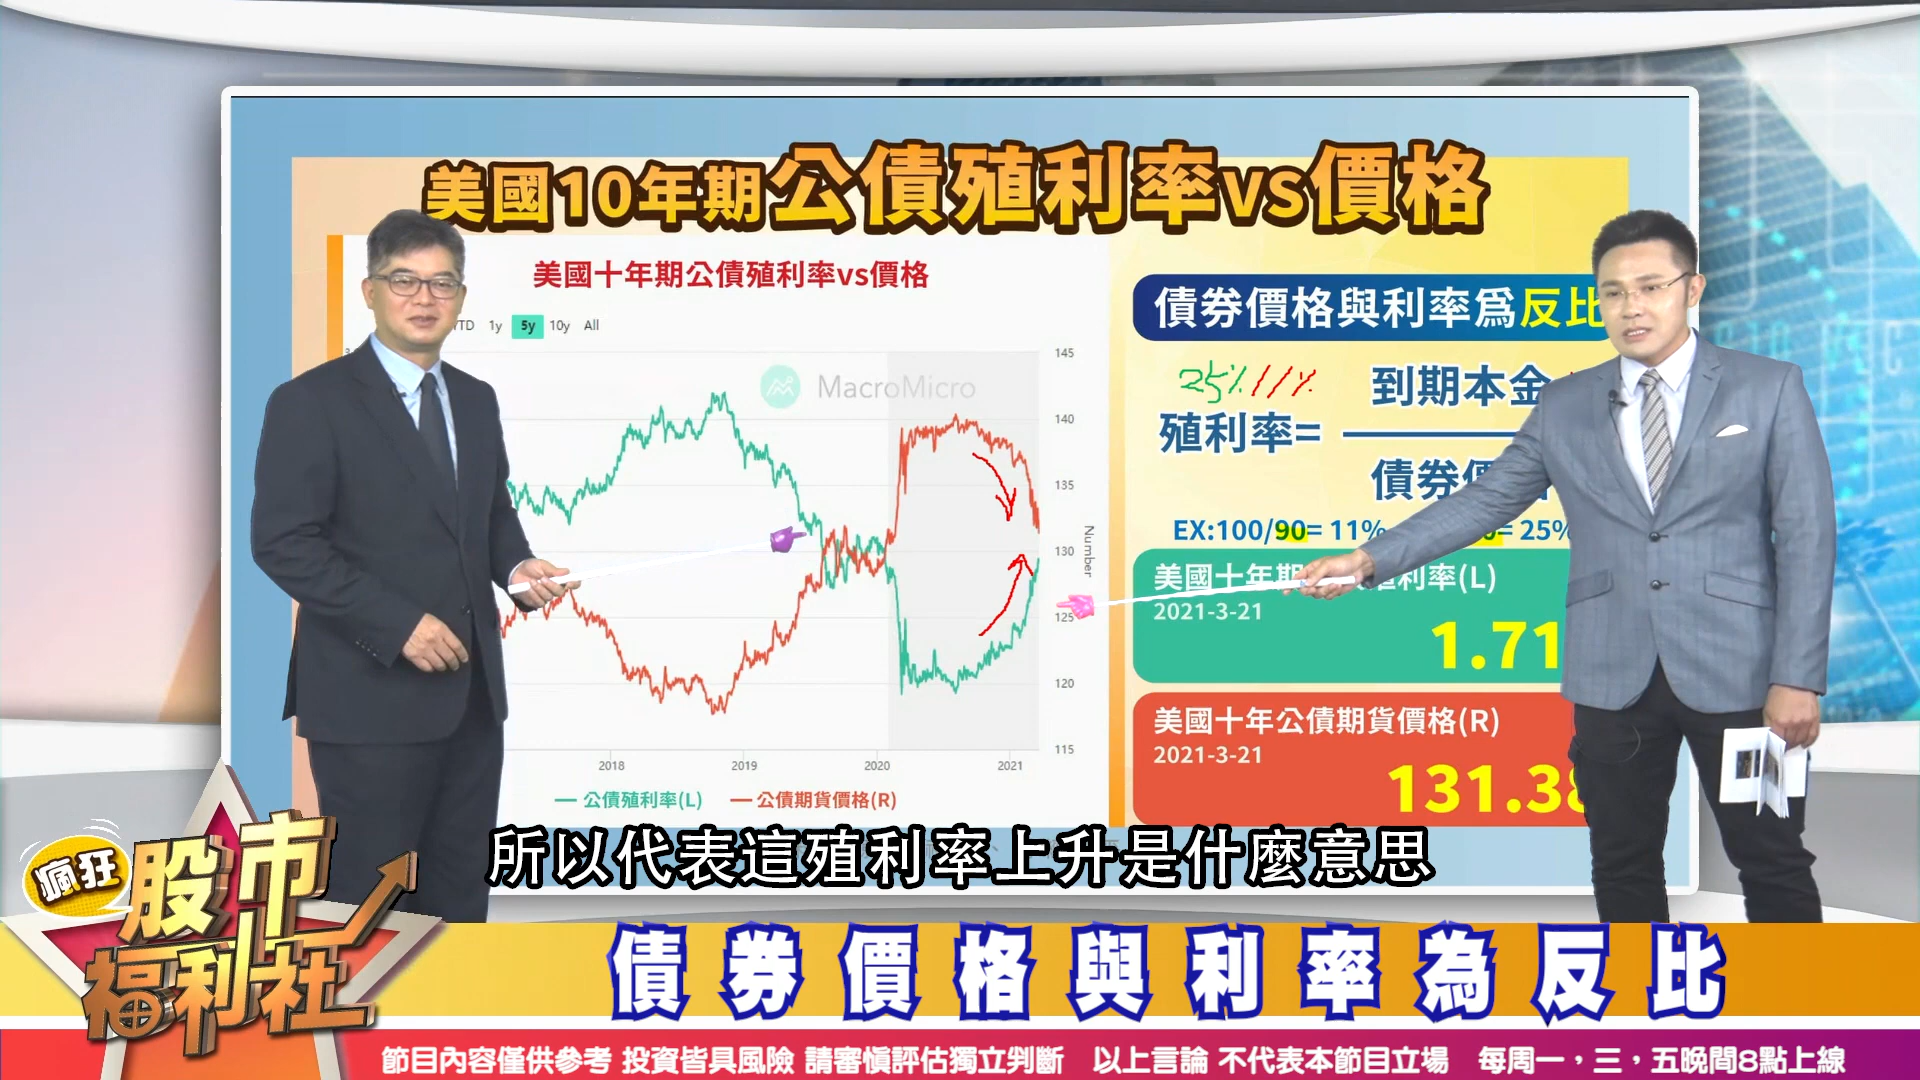 美國10年期公債殖利率vs價格
美國十年期公債殖利率vs價格
YTD 1y 5y 10y All
MacroMicro
145
140
135
130
125
120
115
Number
2018 2019 2020 2021
公債殖利率(L) 公債期貨價格(R)
債券價格與利率爲反比
25% 11%
到期本金
殖利率=
債券價
EX:100/90= 11%
= 25%
美國十年期 殖利率(L)
2021-3-21
1.71
美國十年公債期貨價格(R)
2021-3-21
131.38
所以代表這殖利率上升是什麼意思
瘋狂
股市
福利社
債券價格與利率為反比
節目內容僅供參考 投資皆具風險 請審慎評估獨立判斷 以上言論 不代表本節目立場 每周一，三，五晚間8點上線